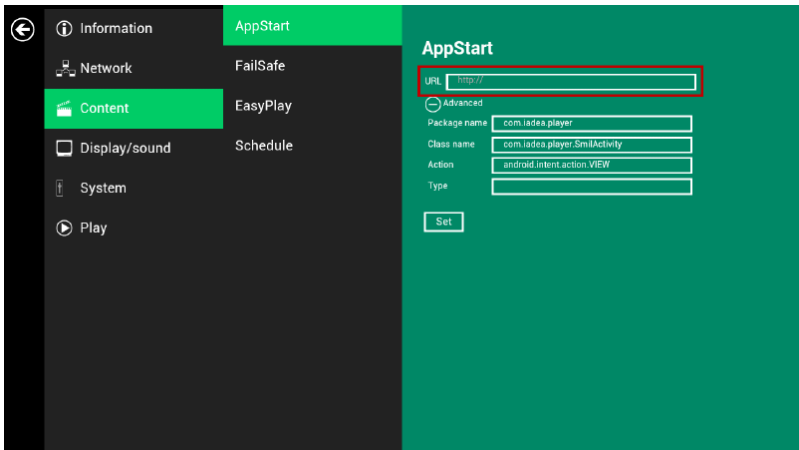 Information
Network
Content
Display/sound
System
Play
AppStart
FailSafe
EasyPlay
Schedule
AppStart
URL http://
Advanced
Package name com.iadea.player
Class name com.iadea.player.SmilActivity
Action android.intent.action.VIEW
Type
Set